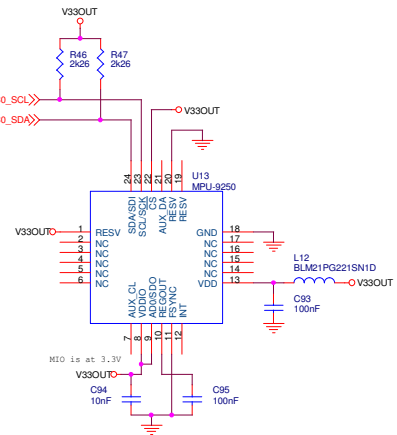 V33OUT
R46
2k26
R47
2k26
0_SCL
0_SDA
V33OUT
24
23
22
21
20
19
U13
MPU-9250
SDA/SDI
SCL/SCK
CS
AUX_DA
RESV
RESV
V33OUT
1
RESV
2
NC
3
NC
4
NC
5
NC
6
NC
GND
18
NC
17
NC
16
NC
15
NC
14
VDD
13
L12
BLM21PG221SN1D
V33OUT
C93
100nF
AUX_CL
VDDIO
AD0/SDO
REGOUT
FSYNC
INT
7
8
9
10
11
12
MIO is at 3.3V
V33OUT
C94
10nF
C95
100nF